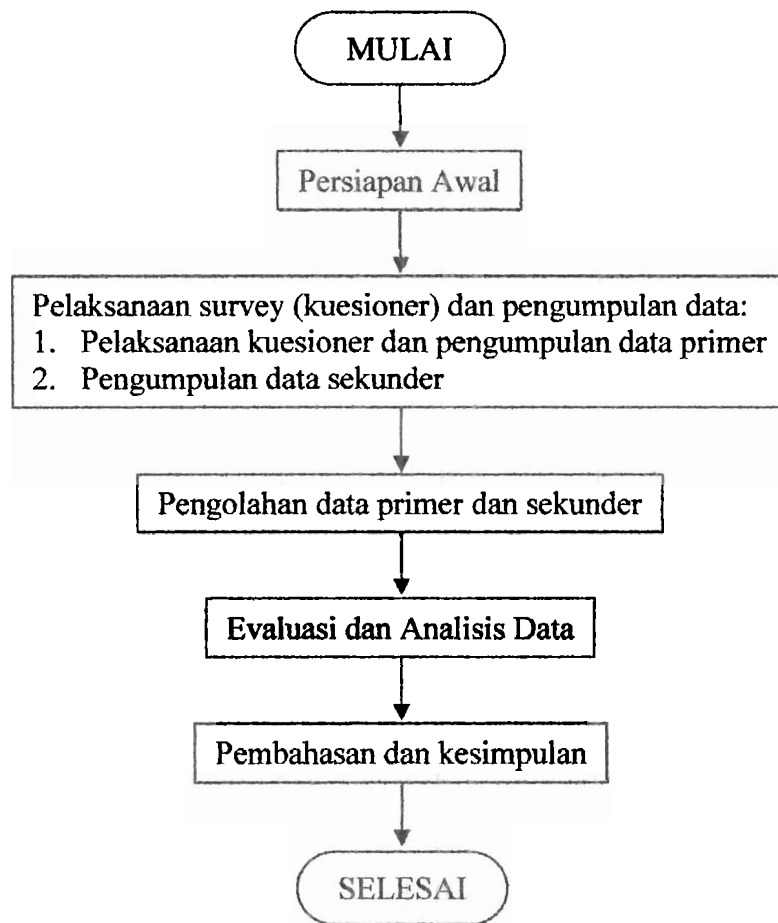 MULAI
Persiapan Awal
Pelaksanaan survey (kuesioner) dan pengumpulan data:
1. Pelaksanaan kuesioner dan pengumpulan data primer
2. Pengumpulan data sekunder
Pengolahan data primer dan sekunder
Evaluasi dan Analisis Data
Pembahasan dan kesimpulan
SELESAI